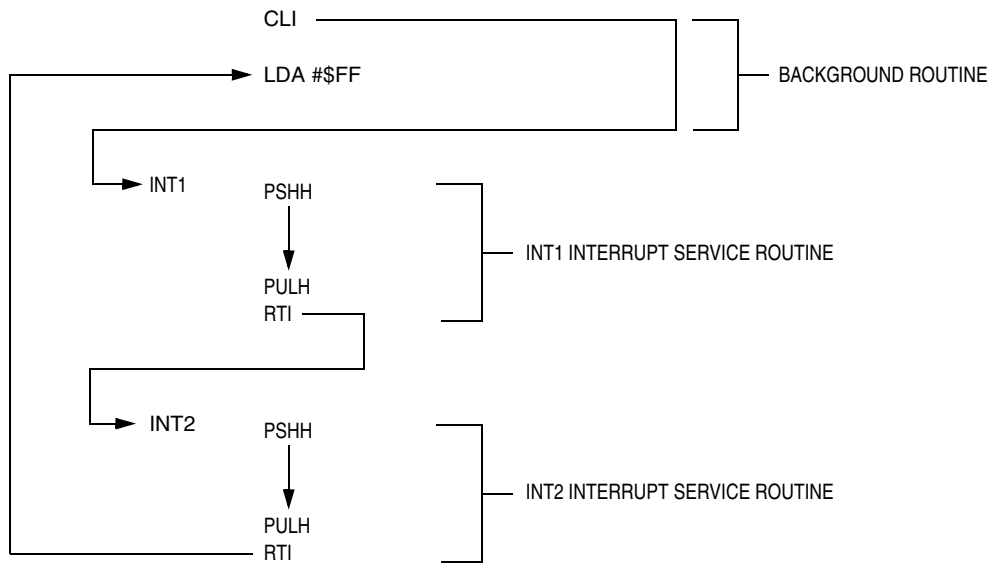 CLI
LDA #$FF
BACKGROUND ROUTINE
INT1
PSHH
INT1 INTERRUPT SERVICE ROUTINE
PULH
RTI
INT2
PSHH
INT2 INTERRUPT SERVICE ROUTINE
PULH
RTI